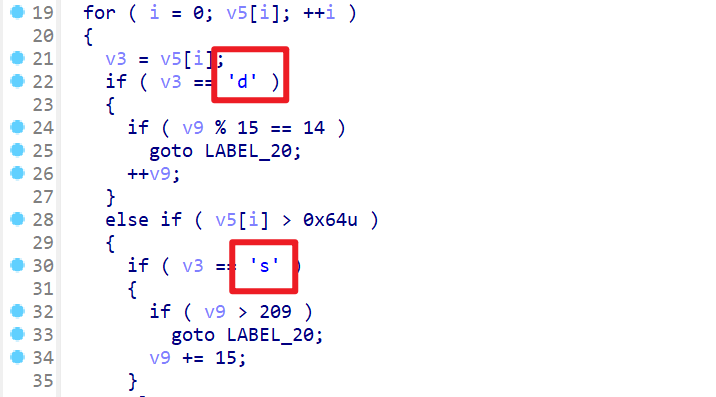 19 for ( i = 0; v5[i]; ++i )
20 {
21 v3 = v5[i];
22 if ( v3 == 'd' )
23 {
24 if ( v9 % 15 == 14 )
25 goto LABEL_20;
26 ++v9;
27 }
28 else if ( v5[i] > 0x64u )
29 {
30 if ( v3 == 's' )
31 {
32 if ( v9 > 209 )
33 goto LABEL_20;
34 v9 += 15;
35 }